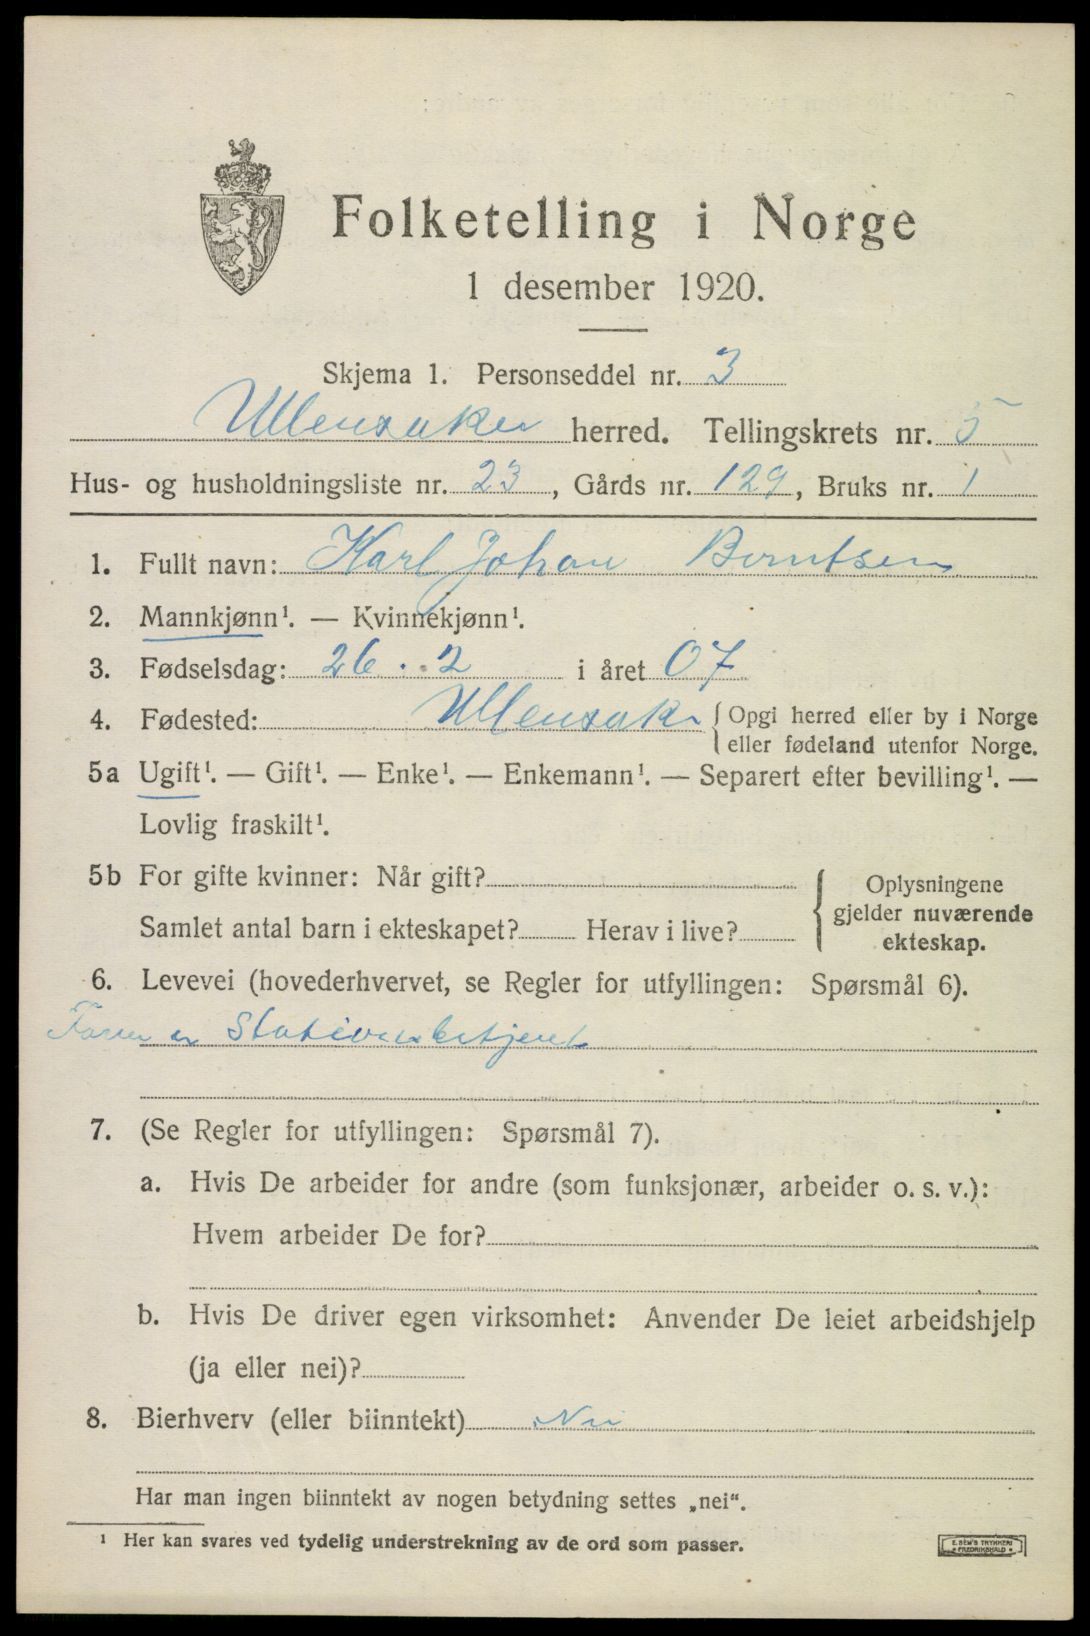 Folketelling i Norge
1 desember 1920.
Skjema 1. Personseddel nr. 3
Ullensaker herred. Tellingskrets nr. 5
Hus- og husholdningsliste nr. 23, Gårds nr. 129, Bruks nr. 1
1. Fullt navn: Karl Johan Berntsen
2. Mannkjønn¹. — Kvinnekjønn¹.
3. Fødselsdag: 26. 2 i året 07
4. Fødested: Ullensaker { Opgi herred eller by i Norge
eller fødeland utenfor Norge.
5a Ugift¹. — Gift¹. — Enke¹. — Enkemann¹. — Separert efter bevilling¹. —
Lovlig fraskilt¹.
5b For gifte kvinner: Når gift?
Samlet antal barn i ekteskapet? Herav i live?
{ Oplysningene
gjelder nuværende
ekteskap.
6. Levevei (hovederhvervet, se Regler for utfyllingen: Spørsmål 6).
Faren er Stationsbetjent
7. (Se Regler for utfyllingen: Spørsmål 7).
a. Hvis De arbeider for andre (som funksjonær, arbeider o. s. v.):
Hvem arbeider De for?
b. Hvis De driver egen virksomhet: Anvender De leiet arbeidshjelp
(ja eller nei)?
8. Bierhverv (eller biinntekt) Nei
Har man ingen biinntekt av nogen betydning settes „nei“.
¹ Her kan svares ved tydelig understrekning av de ord som passer.
E. SEM'S TRYKKERI
FREDRIKSHALD